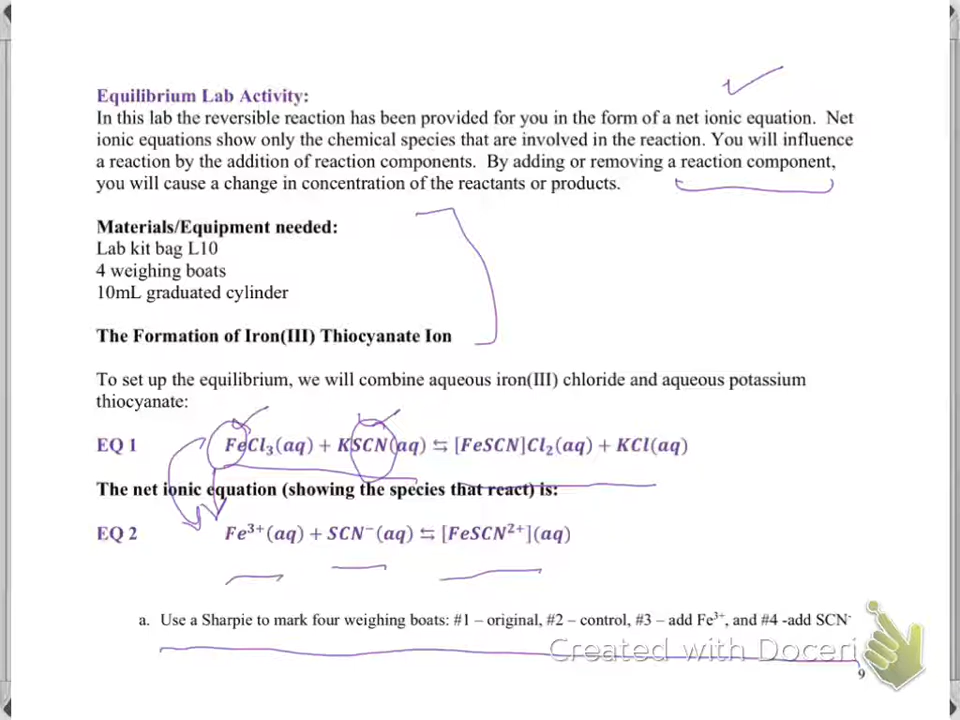 Equilibrium Lab Activity:
In this lab the reversible reaction has been provided for you in the form of a net ionic equation. Net
ionic equations show only the chemical species that are involved in the reaction. You will influence
a reaction by the addition of reaction components. By adding or removing a reaction component,
you will cause a change in concentration of the reactants or products.
Materials/Equipment needed:
Lab kit bag L10
4 weighing boats
10mL graduated cylinder
The Formation of Iron(III) Thiocyanate Ion
To set up the equilibrium, we will combine aqueous iron(III) chloride and aqueous potassium
thiocyanate:
EQ 1 FeCl₃(aq) + KSCN(aq) ⇆ [FeSCN]Cl₂(aq) + KCl(aq)
The net ionic equation (showing the species that react) is:
EQ 2 Fe³⁺(aq) + SCN⁻(aq) ⇆ [FeSCN²⁺](aq)
a. Use a Sharpie to mark four weighing boats: #1 – original, #2 – control, #3 – add Fe³⁺, and #4 -add SCN⁻
Created with Doceri
9